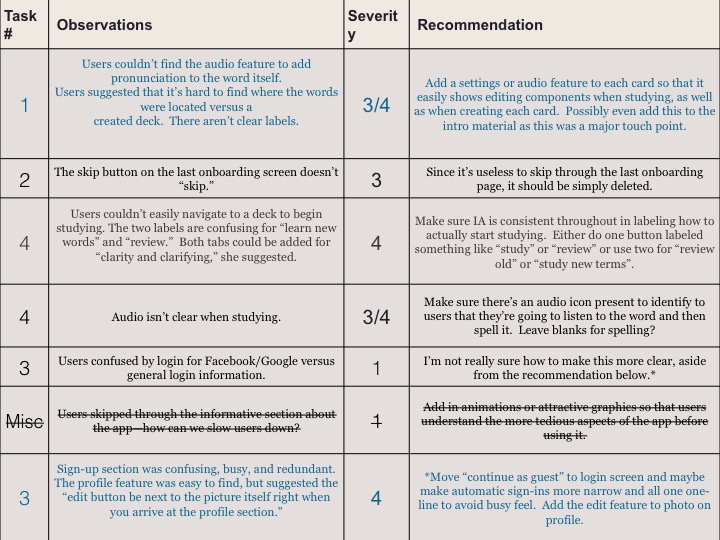 Task
#
Observations
Severit
y
Recommendation
1
Users couldn’t find the audio feature to add
pronunciation to the word itself.
Users suggested that it’s hard to find where the words
were located versus a
created deck.  There aren’t clear labels.
3/4
Add a settings or audio feature to each card so that it
easily shows editing components when studying, as well
as when creating each card.  Possibly even add this to the
intro material as this was a major touch point.
2
The skip button on the last onboarding screen doesn’t
“skip.”
3
Since it’s useless to skip through the last onboarding
page, it should be simply deleted.
4
Users couldn’t easily navigate to a deck to begin
studying. The two labels are confusing for “learn new
words” and “review.”  Both tabs could be added for
“clarity and clarifying,” she suggested.
4
Make sure IA is consistent throughout in labeling how to
actually start studying.  Either do one button labeled
something like “study” or “review” or use two for “review
old” or “study new terms”.
4
Audio isn’t clear when studying.
3/4
Make sure there’s an audio icon present to identify to
users that they’re going to listen to the word and then
spell it.  Leave blanks for spelling?
3
Users confused by login for Facebook/Google versus
general login information.
1
I’m not really sure how to make this more clear, aside
from the recommendation below.*
Misc
Users skipped through the informative section about
the app—how can we slow users down?
1
Add in animations or attractive graphics so that users
understand the more tedious aspects of the app before
using it.
3
Sign-up section was confusing, busy, and redundant.
The profile feature was easy to find, but suggested the
“edit button be next to the picture itself right when
you arrive at the profile section.”
4
*Move “continue as guest” to login screen and maybe
make automatic sign-ins more narrow and all one one-
line to avoid busy feel.  Add the edit feature to photo on
profile.